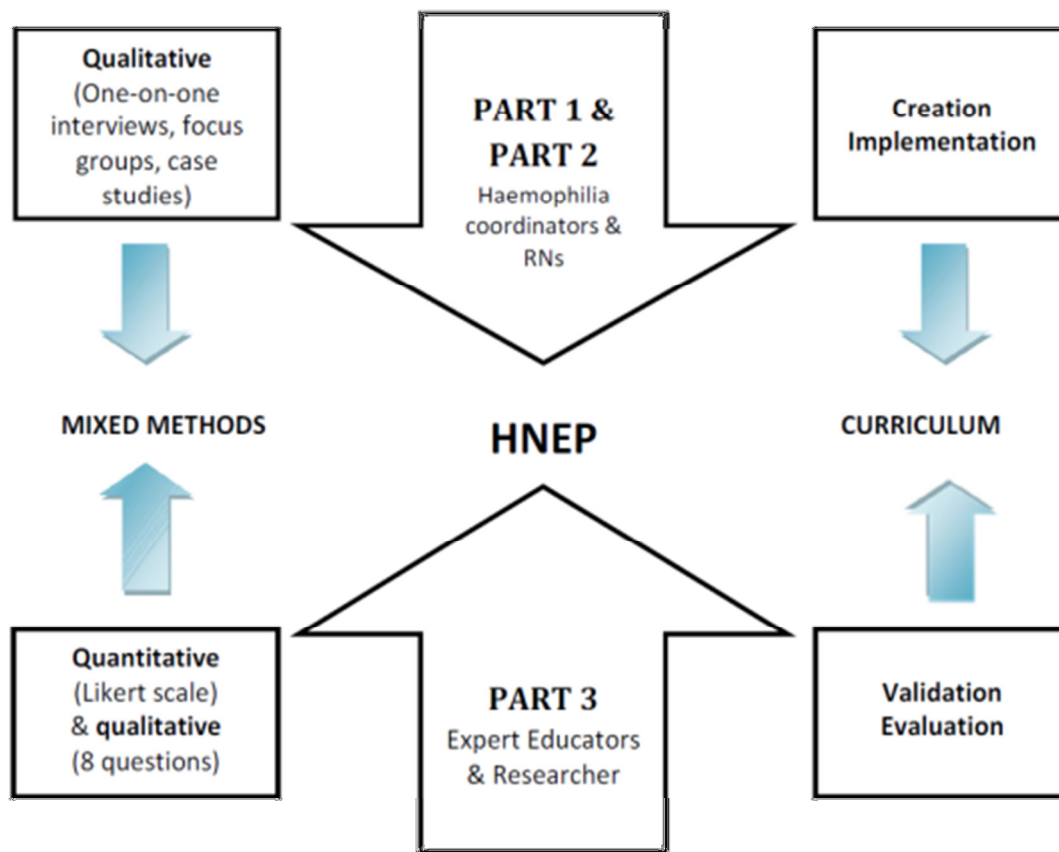 Qualitative
(One-on-one
interviews, focus
groups, case
studies)
PART 1 &
PART 2
Haemophilia
coordinators &
RNs
Creation
Implementation
MIXED METHODS
HNEP
CURRICULUM
Quantitative
(Likert scale)
& qualitative
(8 questions)
PART 3
Expert Educators
& Researcher
Validation
Evaluation